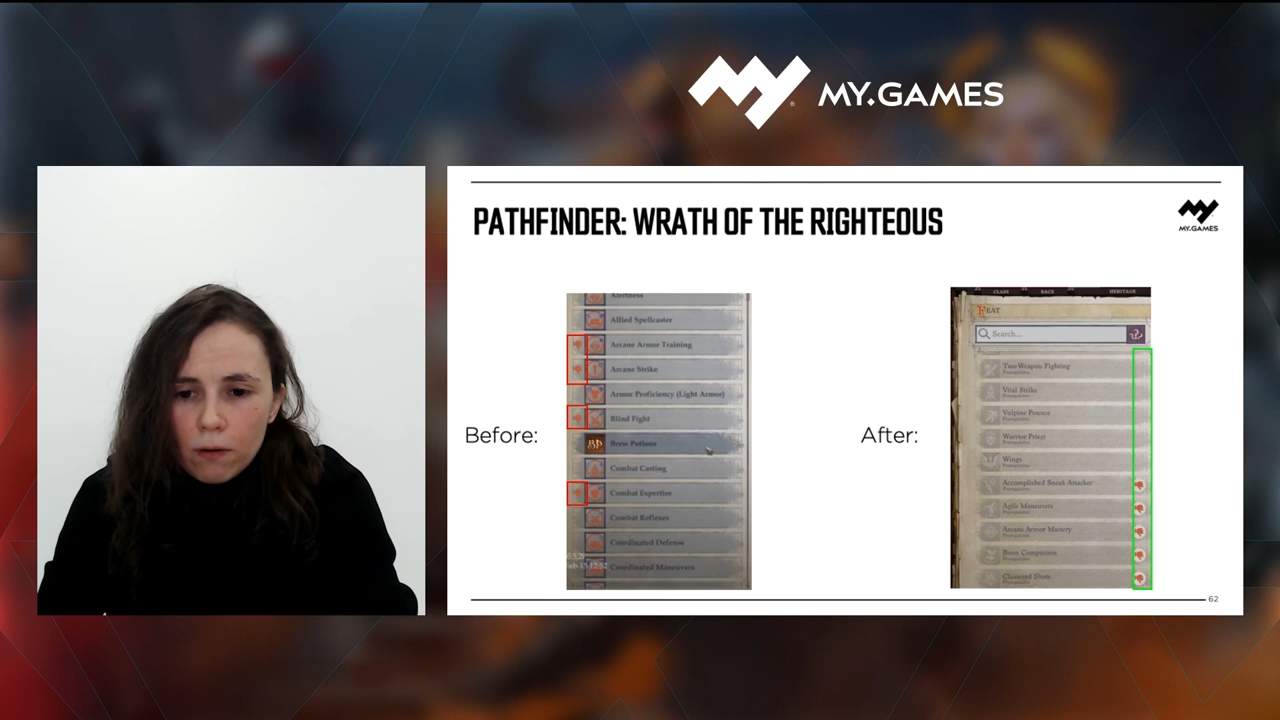 MY.GAMES
PATHFINDER: WRATH OF THE RIGHTEOUS
MY.GAMES
Before:
Alertness
Allied Spellcaster
Arcane Armor Training
Arcane Strike
Armor Proficiency (Light Armor)
Blind Fight
Brew Potions
Combat Casting
Combat Expertise
Combat Reflexes
Coordinated Defense
Coordinated Maneuvers
After:
CLASS RACE HERITAGE
FEAT
Search...
Two-Weapon Fighting
Vital Strike
Vulpine Pounce
Warrior Priest
Wings
Accomplished Sneak Attacker
Agile Maneuvers
Arcane Armor Mastery
Boon Companion
Clustered Shots
62